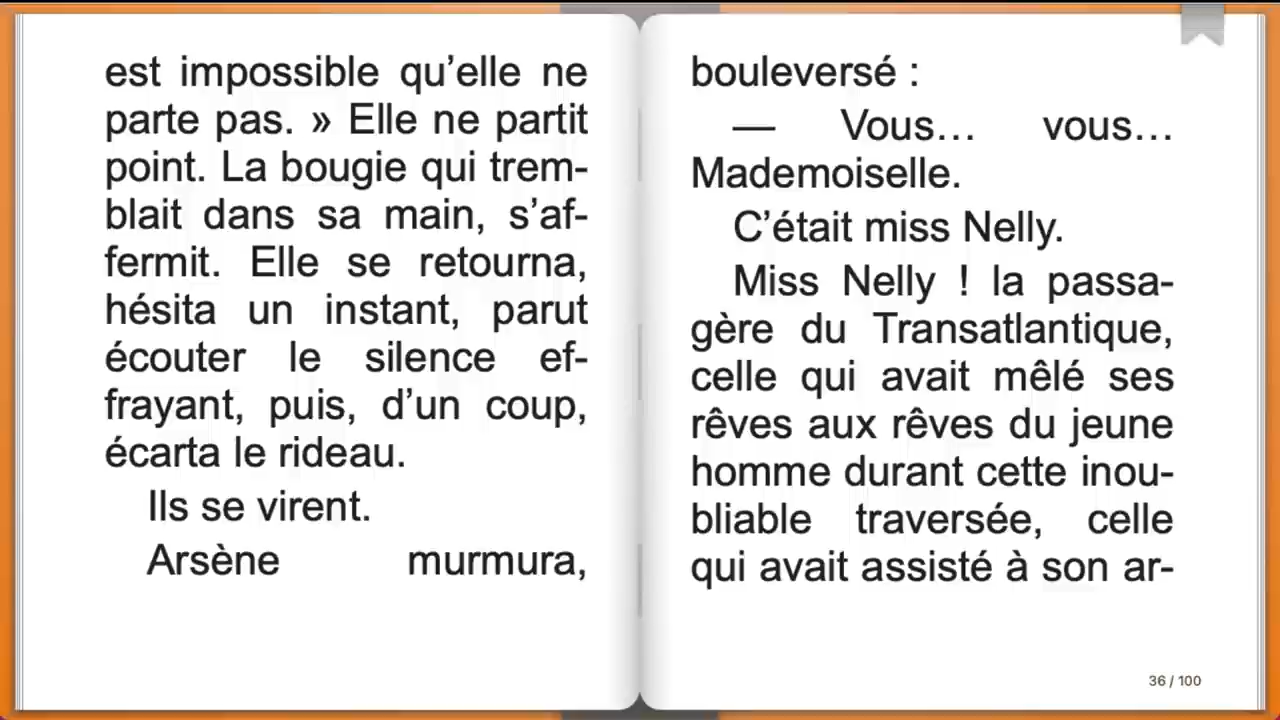 est impossible qu’elle ne
parte pas. » Elle ne partit
point. La bougie qui trem-
blait dans sa main, s’af-
fermit. Elle se retourna,
hésita un instant, parut
écouter le silence ef-
frayant, puis, d’un coup,
écarta le rideau.
Ils se virent.
Arsène murmura,
bouleversé :
— Vous… vous…
Mademoiselle.
C’était miss Nelly.
Miss Nelly ! la passa-
gère du Transatlantique,
celle qui avait mêlé ses
rêves aux rêves du jeune
homme durant cette inou-
bliable traversée, celle
qui avait assisté à son ar-
36 / 100